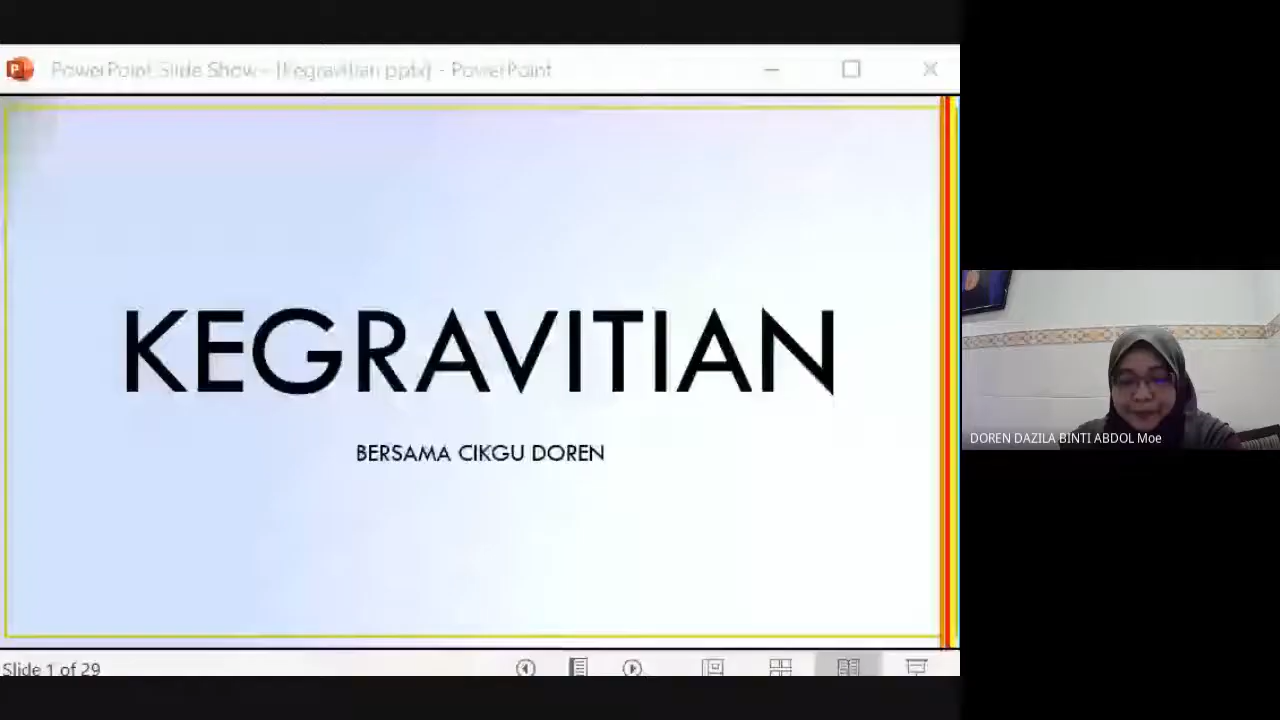 PowerPoint Slide Show - [Kegravitian.pptx] - PowerPoint
KEGRAVITIAN
BERSAMA CIKGU DOREN
DOREN DAZILA BINTI ABDOL Moe
Slide 1 of 29